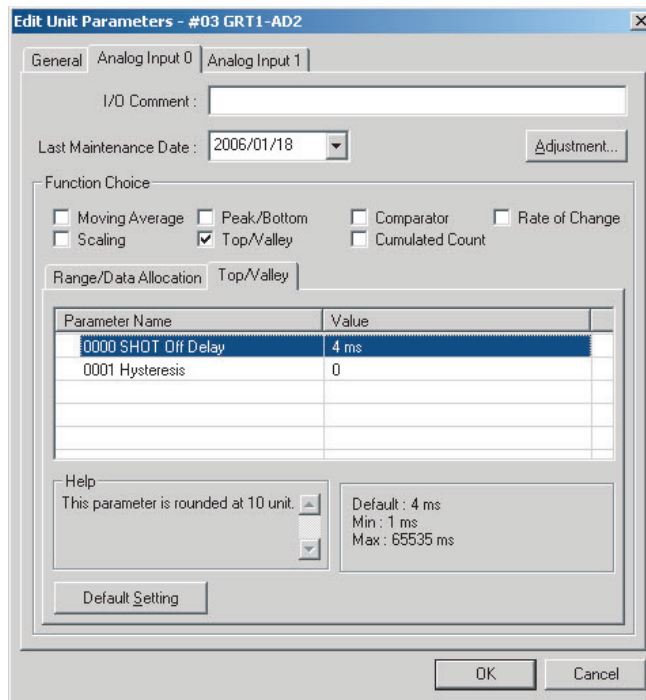 Edit Unit Parameters - #03 GRT1-AD2
General Analog Input 0 Analog Input 1
I/O Comment :
Last Maintenance Date : 2006/01/18 Adjustment...
Function Choice
Moving Average Peak/Bottom Comparator Rate of Change
Scaling Top/Valley Cumulated Count
Range/Data Allocation Top/Valley
Parameter Name Value
0000 SHOT Off Delay 4 ms
0001 Hysteresis 0
Help
This parameter is rounded at 10 unit.
Default : 4 ms
Min : 1 ms
Max : 65535 ms
Default Setting
OK Cancel